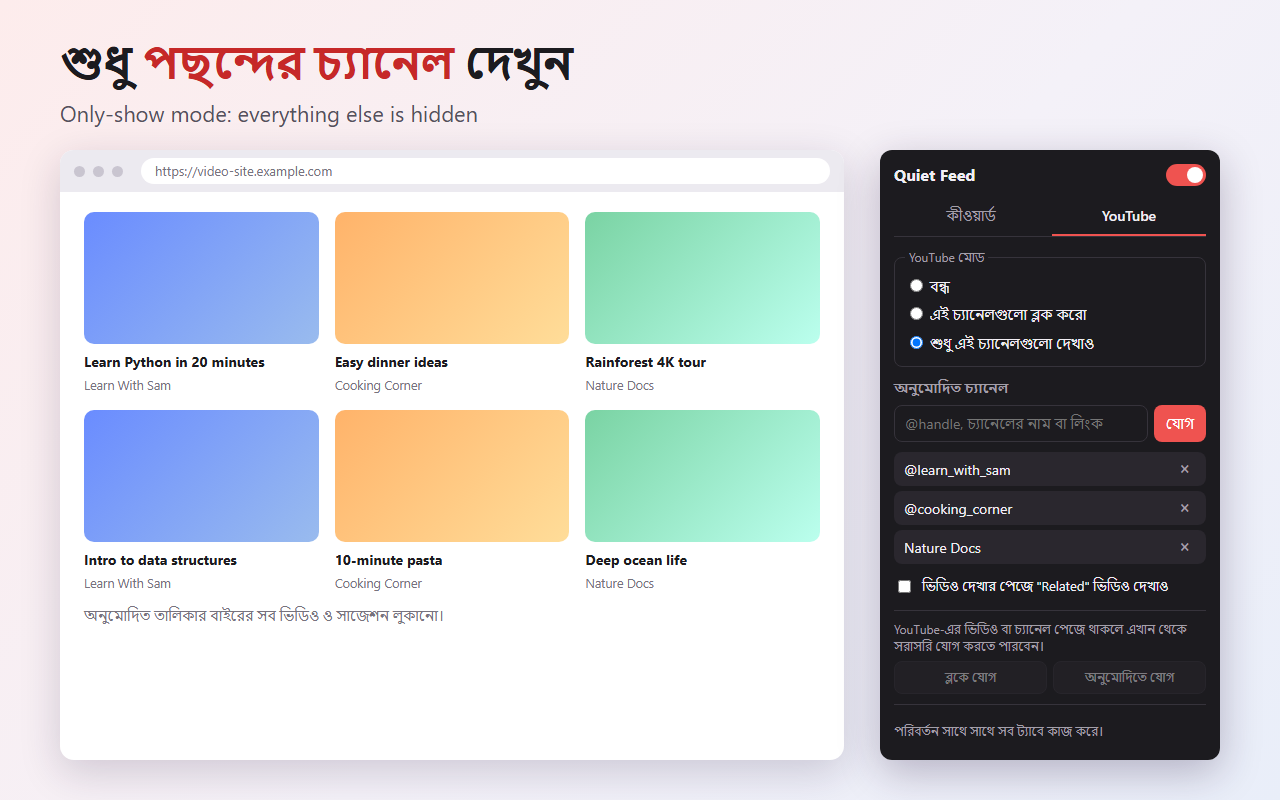 শুধু পছন্দের চ্যানেল দেখুন
Only-show mode: everything else is hidden
https://video-site.example.com
Learn Python in 20 minutes
Learn With Sam
Easy dinner ideas
Cooking Corner
Rainforest 4K tour
Nature Docs
Intro to data structures
Learn With Sam
10-minute pasta
Cooking Corner
Deep ocean life
Nature Docs
অনুমোদিত তালিকার বাইরের সব ভিডিও ও সাজেশন লুকানো।
Quiet Feed
কীওয়ার্ড
YouTube
YouTube মোড
বন্ধ
এই চ্যানেলগুলো ব্লক করো
শুধু এই চ্যানেলগুলো দেখাও
অনুমোদিত চ্যানেল
@handle, চ্যানেলের নাম বা লিংক
যোগ
@learn_with_sam ×
@cooking_corner ×
Nature Docs ×
ভিডিও দেখার পেজে "Related" ভিডিও দেখাও
YouTube-এর ভিডিও বা চ্যানেল পেজে থাকলে এখান থেকে
সরাসরি যোগ করতে পারবেন।
ব্লকে যোগ
অনুমোদিতে যোগ
পরিবর্তন সাথে সাথে সব ট্যাবে কাজ করে।